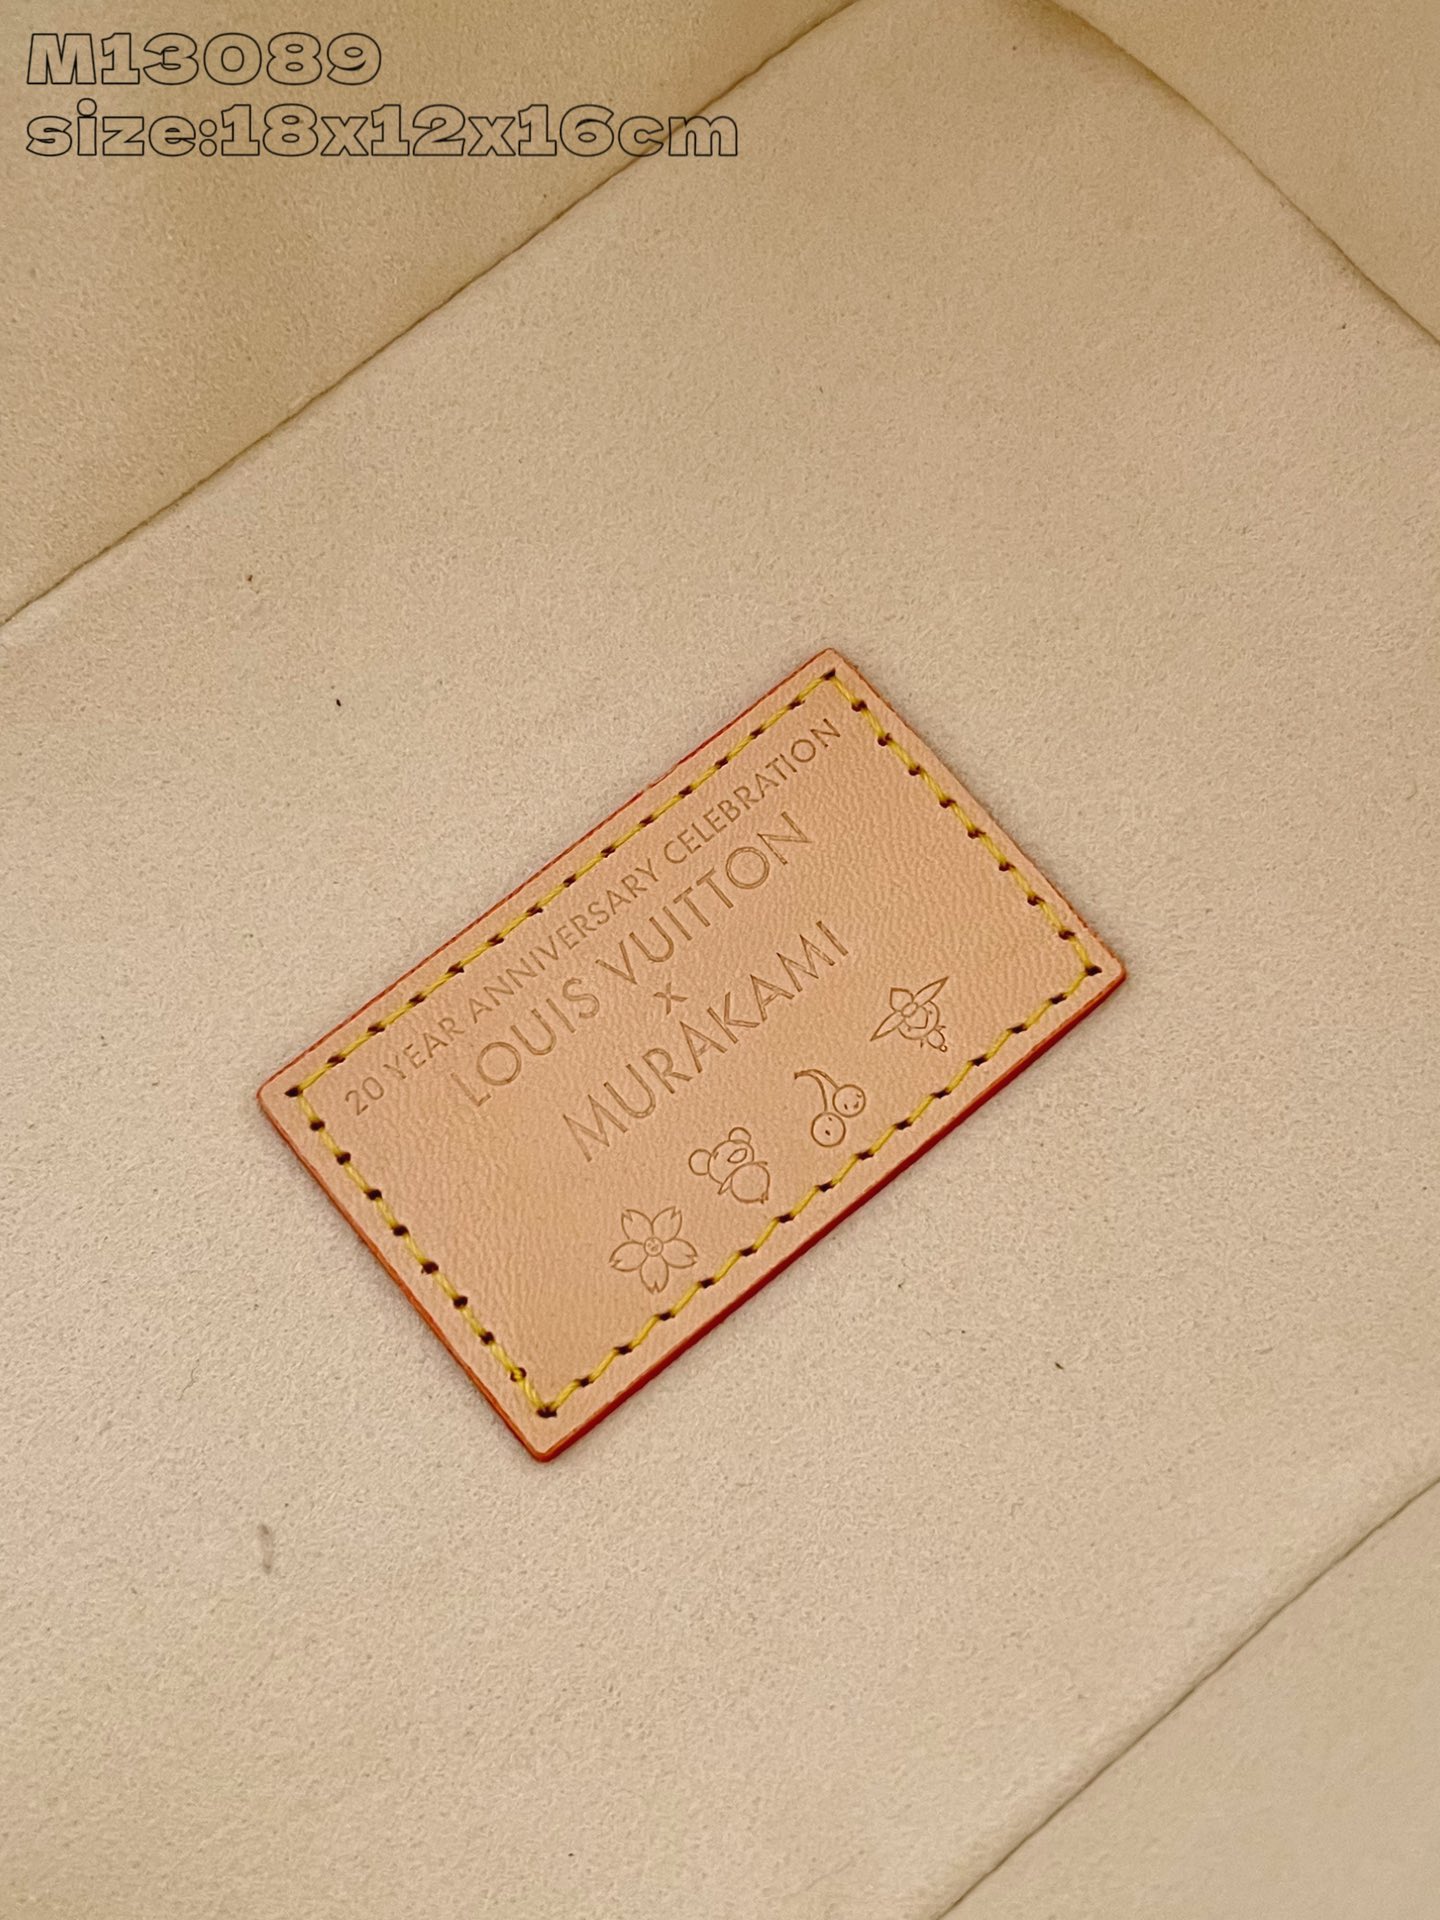 M13089
size:18x12x16cm
20 YEAR ANNIVERSARY CELEBRATION
LOUIS VUITTON
x
MURAKAMI